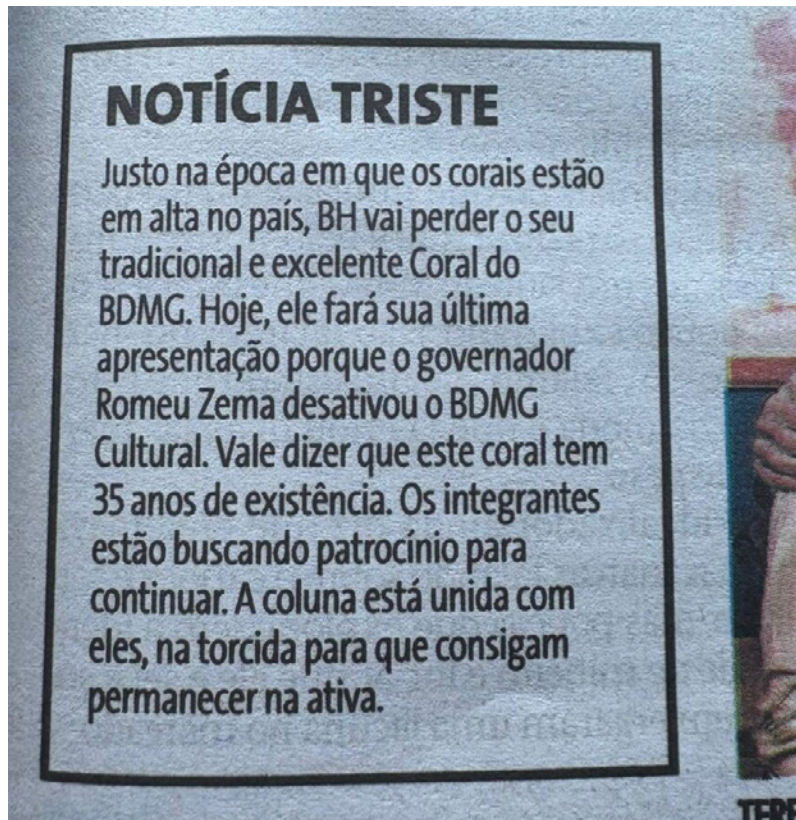 NOTÍCIA TRISTE
Justo na época em que os corais estão
em alta no país, BH vai perder o seu
tradicional e excelente Coral do
BDMG. Hoje, ele fará sua última
apresentação porque o governador
Romeu Zema desativou o BDMG
Cultural. Vale dizer que este coral tem
35 anos de existência. Os integrantes
estão buscando patrocínio para
continuar. A coluna está unida com
eles, na torcida para que consigam
permanecer na ativa.